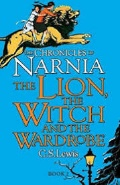 THE CHRONICLES OF
NARNIA
THE LION,
THE
WITCH
AND THE
WARDROBE
C.S. Lewis
BOOK 2